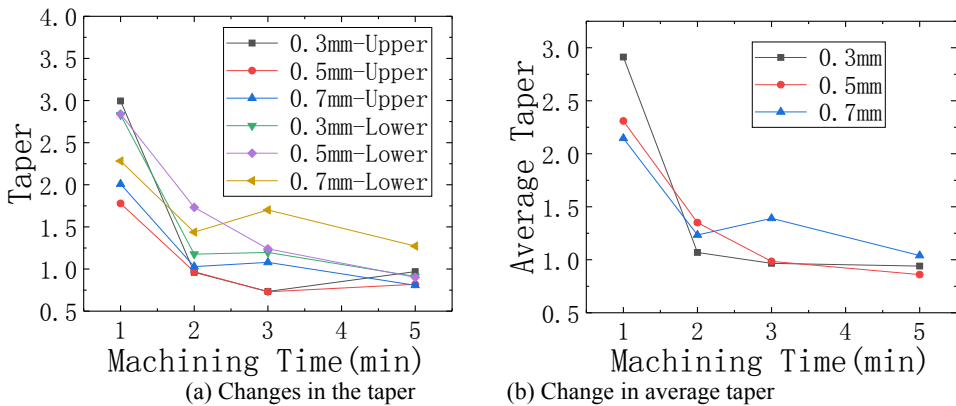 4.0
3.5
3.0
2.5
2.0
1.5
1.0
0.5
Taper
0.3mm-Upper
0.5mm-Upper
0.7mm-Upper
0.3mm-Lower
0.5mm-Lower
0.7mm-Lower
1 2 3 4 5
Machining Time(min)
(a) Changes in the taper
3.0
2.5
2.0
1.5
1.0
0.5
Average Taper
0.3mm
0.5mm
0.7mm
1 2 3 4 5
Machining Time(min)
(b) Change in average taper